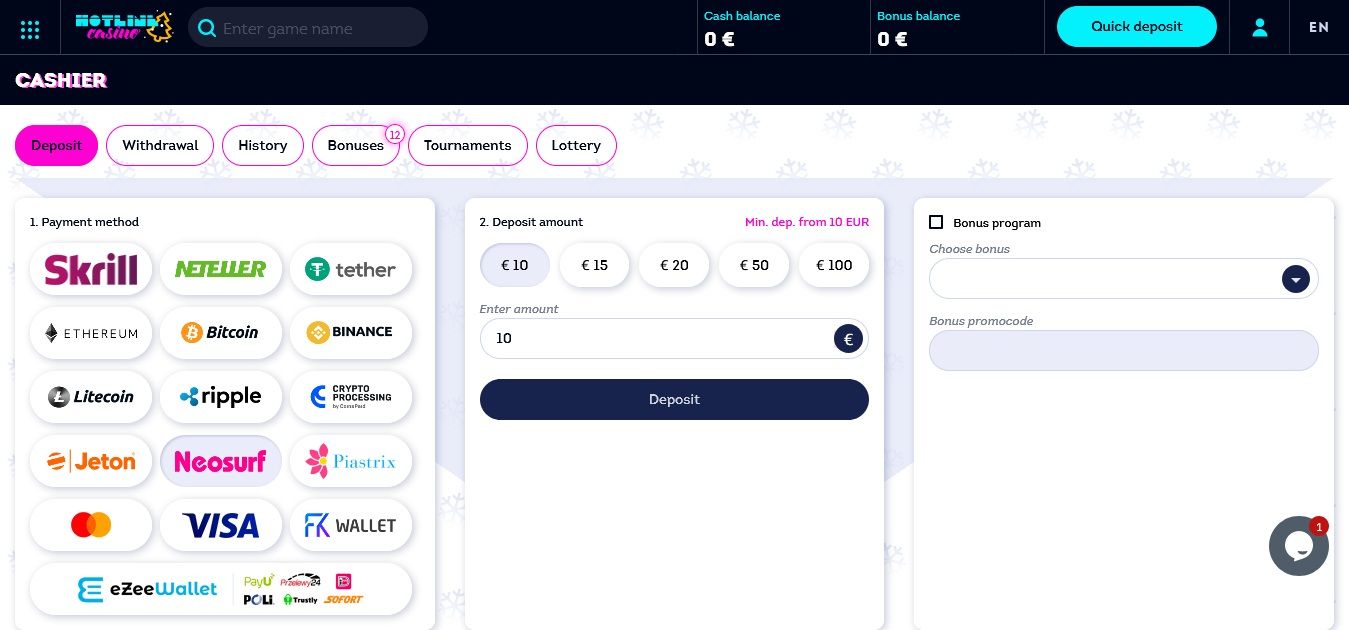 HOTLINE
casino
Enter game name
Cash balance
0 €
Bonus balance
0 €
Quick deposit
EN
CASHIER
Deposit
Withdrawal
History
Bonuses
12
Tournaments
Lottery
1. Payment method
Skrill
NETELLER
tether
ETHEREUM
Bitcoin
BINANCE
Litecoin
ripple
CRYPTO
PROCESSING
by CoinsPaid
Jeton
Neosurf
Piastrix
VISA
FK WALLET
eZeeWallet
PayU
Przelewy24
POLi
Trustly
SOFORT
2. Deposit amount
Min. dep. from 10 EUR
€ 10
€ 15
€ 20
€ 50
€ 100
Enter amount
10
€
Deposit
Bonus program
Choose bonus
Bonus promocode
1